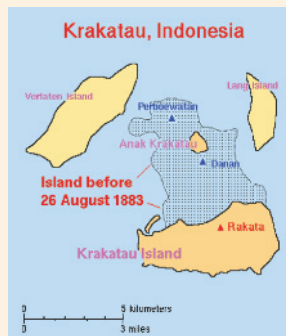 Krakatau, Indonesia
Verlaten Island
Lang Island
Perboewatan
Anak Krakatau
Danan
Island before
26 August 1883
Krakatau Island
Rakata
0 5 kilometers
0 3 miles